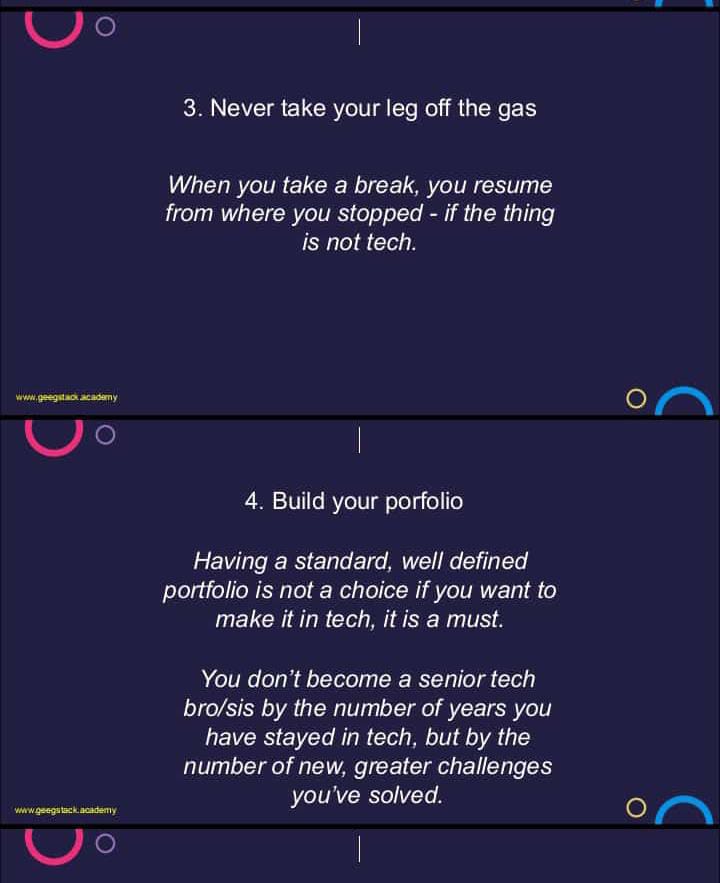 3. Never take your leg off the gas
When you take a break, you resume
from where you stopped - if the thing
is not tech.
www.geegstack.academy
4. Build your porfolio
Having a standard, well defined
portfolio is not a choice if you want to
make it in tech, it is a must.
You don't become a senior tech
bro/sis by the number of years you
have stayed in tech, but by the
number of new, greater challenges
you've solved.
www.geegstack.academy